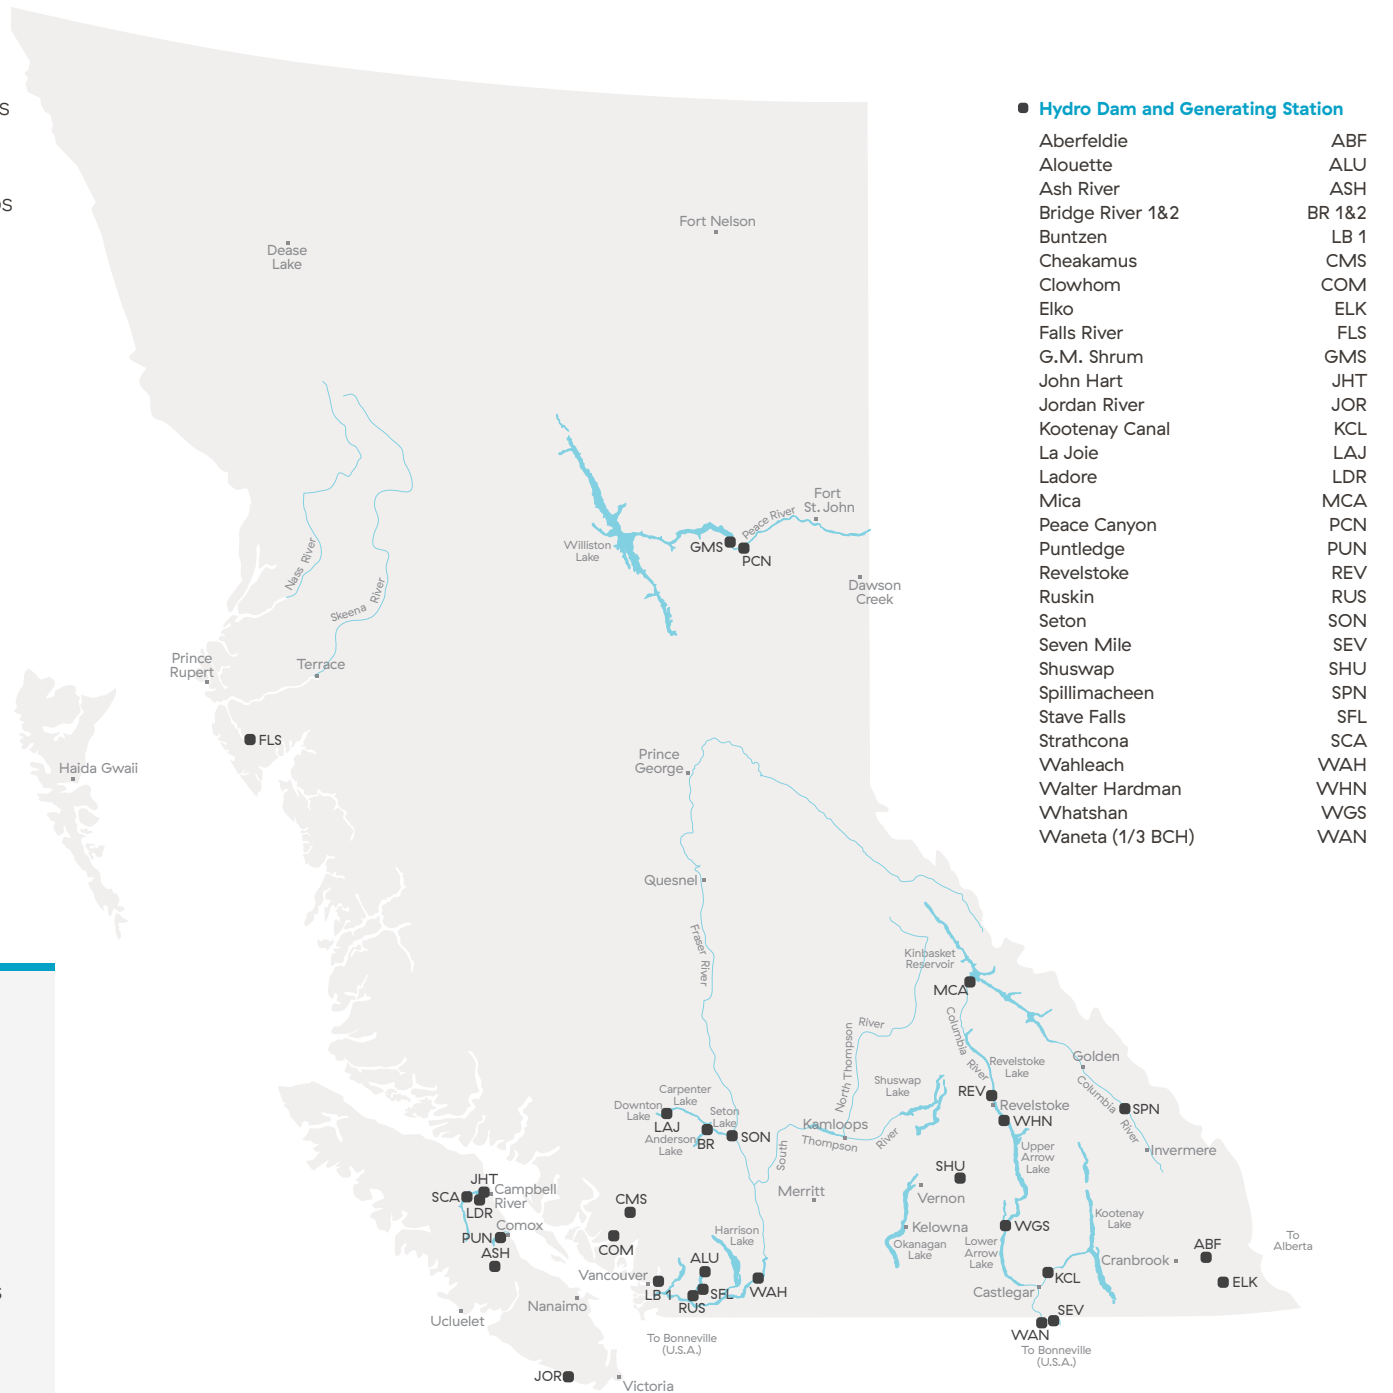 S
OS
S
Hydro Dam and Generating Station
Aberfeldie ABF
Alouette ALU
Ash River ASH
Bridge River 1&2 BR 1&2
Buntzen LB 1
Cheakamus CMS
Clowhom COM
Elko ELK
Falls River FLS
G.M. Shrum GMS
John Hart JHT
Jordan River JOR
Kootenay Canal KCL
La Joie LAJ
Ladore LDR
Mica MCA
Peace Canyon PCN
Puntledge PUN
Revelstoke REV
Ruskin RUS
Seton SON
Seven Mile SEV
Shuswap SHU
Spillimacheen SPN
Stave Falls SFL
Strathcona SCA
Wahleach WAH
Walter Hardman WHN
Whatshan WGS
Waneta (1/3 BCH) WAN
Fort Nelson
Dease
Lake
Fort
St. John
Peace River
Williston
Lake
GMS
PCN
Dawson
Creek
Nass River
Skeena River
Prince
Rupert
Terrace
FLS
Haida Gwaii
Prince
George
Quesnel
Fraser River
Kinbasket
Reservoir
MCA
Columbia River
North Thompson River
Revelstoke
Lake
Golden
Columbia River
Shuswap
Lake
REV
Revelstoke
SPN
Carpenter
Lake
Downton
Lake
Seton
Lake
LAJ
Anderson
Lake
BR
SON
Kamloops
WHN
South Thompson River
Upper
Arrow
Lake
Invermere
SHU
JHT
SCA
Campbell
River
LDR
CMS
Merritt
Vernon
Kootenay
Lake
Comox
PUN
ASH
COM
Harrison
Lake
Kelowna
Okanagan
Lake
WGS
Lower
Arrow
Lake
To
Alberta
ABF
Cranbrook
ALU
Vancouver
LB 1
SFL
RUS
WAH
KCL
ELK
Castlegar
Nanaimo
Ucluelet
SEV
WAN
To Bonneville
(U.S.A.)
To Bonneville
(U.S.A.)
JOR
Victoria